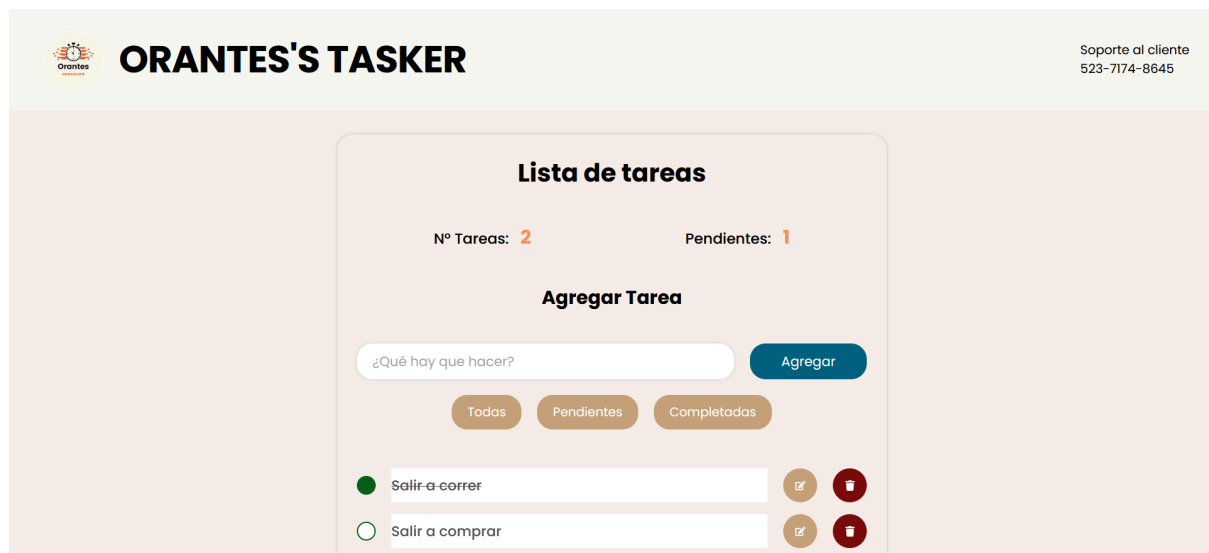 Orantes
ORANTES'S TASKER
Soporte al cliente
523-7174-8645
Lista de tareas
Nº Tareas: 2 Pendientes: 1
Agregar Tarea
¿Qué hay que hacer? Agregar
Todas Pendientes Completadas
Salir a correr
Salir a comprar